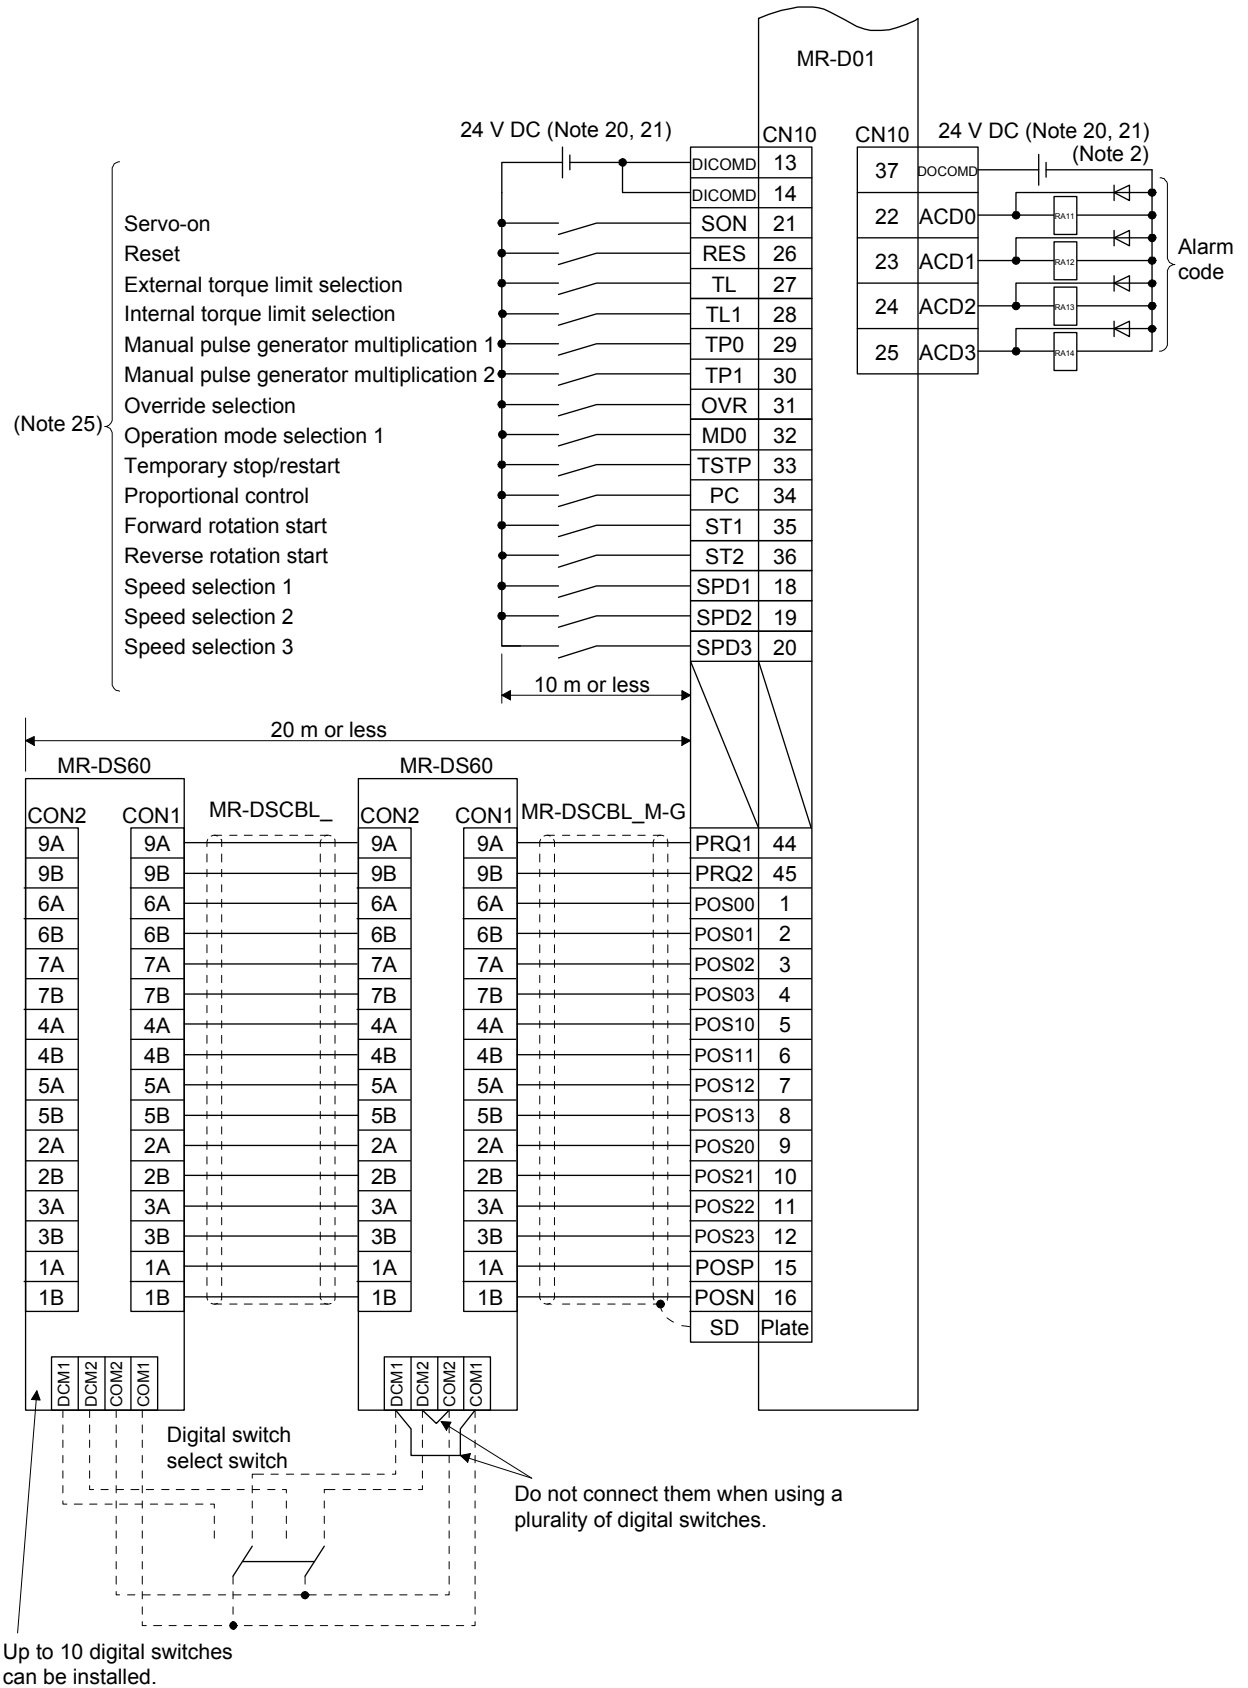 MR-D01
24 V DC (Note 20, 21)
CN10
CN10
24 V DC (Note 20, 21)
(Note 2)
DICOMD 13
DICOMD 14
Servo-on SON 21
Reset RES 26
External torque limit selection TL 27
Internal torque limit selection TL1 28
Manual pulse generator multiplication 1 TP0 29
Manual pulse generator multiplication 2 TP1 30
Override selection OVR 31
(Note 25)
Operation mode selection 1 MD0 32
Temporary stop/restart TSTP 33
Proportional control PC 34
Forward rotation start ST1 35
Reverse rotation start ST2 36
Speed selection 1 SPD1 18
Speed selection 2 SPD2 19
Speed selection 3 SPD3 20
37 DOCOMD
22 ACD0 RA11
23 ACD1 RA12
24 ACD2 RA13
25 ACD3 RA14
Alarm
code
10 m or less
20 m or less
MR-DS60
MR-DS60
CON2 CON1 MR-DSCBL_ CON2 CON1 MR-DSCBL_M-G
9A 9A 9A 9A PRQ1 44
9B 9B 9B 9B PRQ2 45
6A 6A 6A 6A POS00 1
6B 6B 6B 6B POS01 2
7A 7A 7A 7A POS02 3
7B 7B 7B 7B POS03 4
4A 4A 4A 4A POS10 5
4B 4B 4B 4B POS11 6
5A 5A 5A 5A POS12 7
5B 5B 5B 5B POS13 8
2A 2A 2A 2A POS20 9
2B 2B 2B 2B POS21 10
3A 3A 3A 3A POS22 11
3B 3B 3B 3B POS23 12
1A 1A 1A 1A POSP 15
1B 1B 1B 1B POSN 16
SD Plate
DCM1 DCM2 COM2 COM1
DCM1 DCM2 COM2 COM1
Digital switch
select switch
Do not connect them when using a
plurality of digital switches.
Up to 10 digital switches
can be installed.